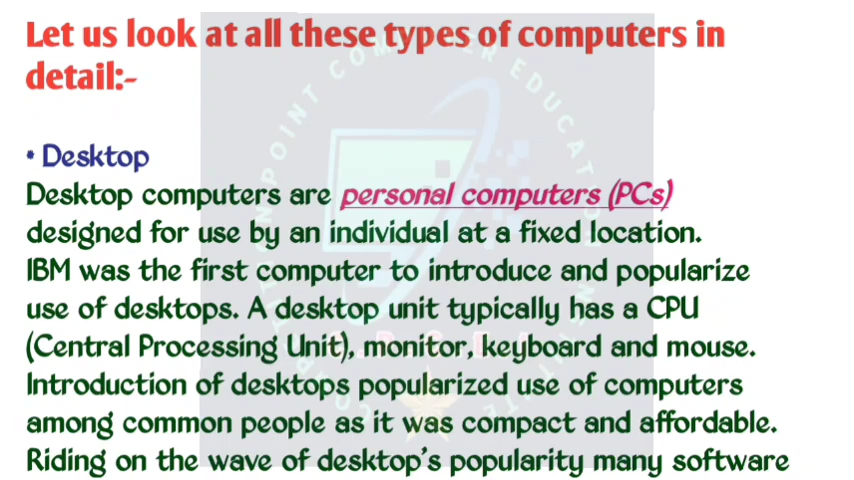 Let us look at all these types of computers in
detail:-
• Desktop
Desktop computers are personal computers (PCs)
designed for use by an individual at a fixed location.
IBM was the first computer to introduce and popularize
use of desktops. A desktop unit typically has a CPU
(Central Processing Unit), monitor, keyboard and mouse.
Introduction of desktops popularized use of computers
among common people as it was compact and affordable.
Riding on the wave of desktop's popularity many software